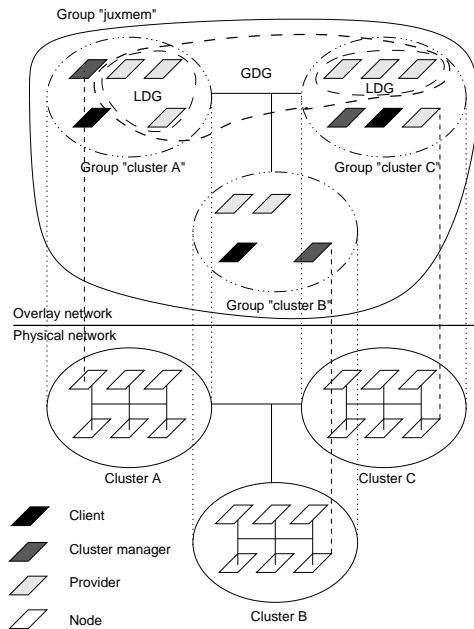 Group "juxmem"
GDG
LDG
LDG
Group "cluster A"
Group "cluster C"
Group "cluster B"
Overlay network
Physical network
Cluster A
Cluster C
Cluster B
Client
Cluster manager
Provider
Node